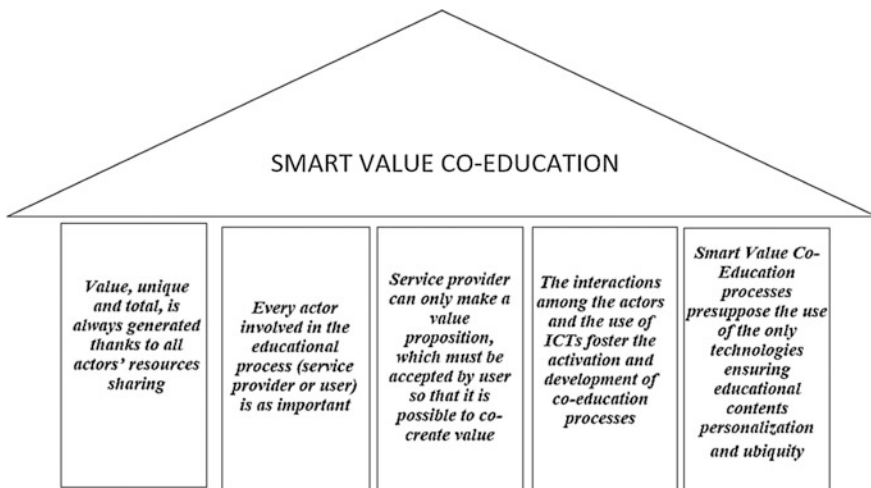 SMART VALUE CO-EDUCATION
Value, unique
and total, is
always generated
thanks to all
actors' resources
sharing
Every actor
involved in the
educational
process (service
provider or user)
is as important
Service provider
can only make a
value
proposition,
which must be
accepted by user
so that it is
possible to co-
create value
The interactions
among the actors
and the use of
ICTs foster the
activation and
development of
co-education
processes
Smart Value Co-
Education
processes
presuppose the use
of the only
technologies
ensuring
educational
contents
personalization
and ubiquity